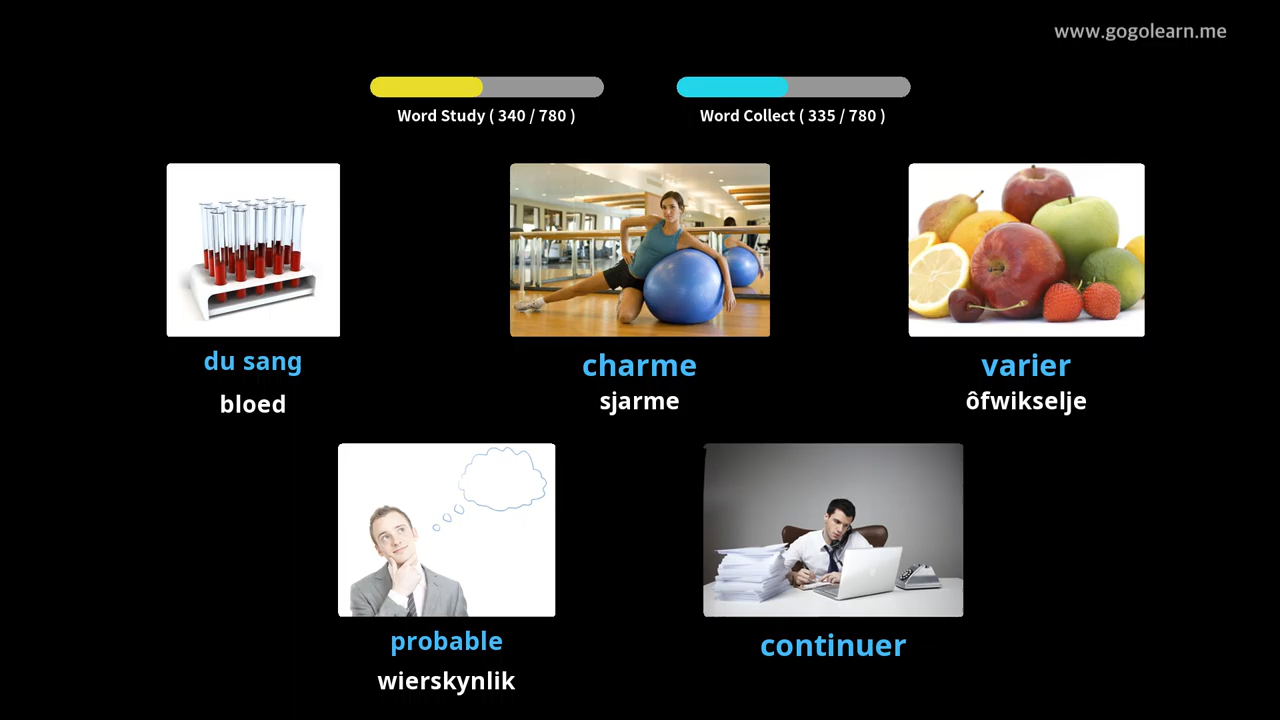 www.gogolearn.me
Word Study ( 340 / 780 )
Word Collect ( 335 / 780 )
du sang
bloed
charme
sjarme
varier
ôfwikselje
probable
wierskynlik
continuer